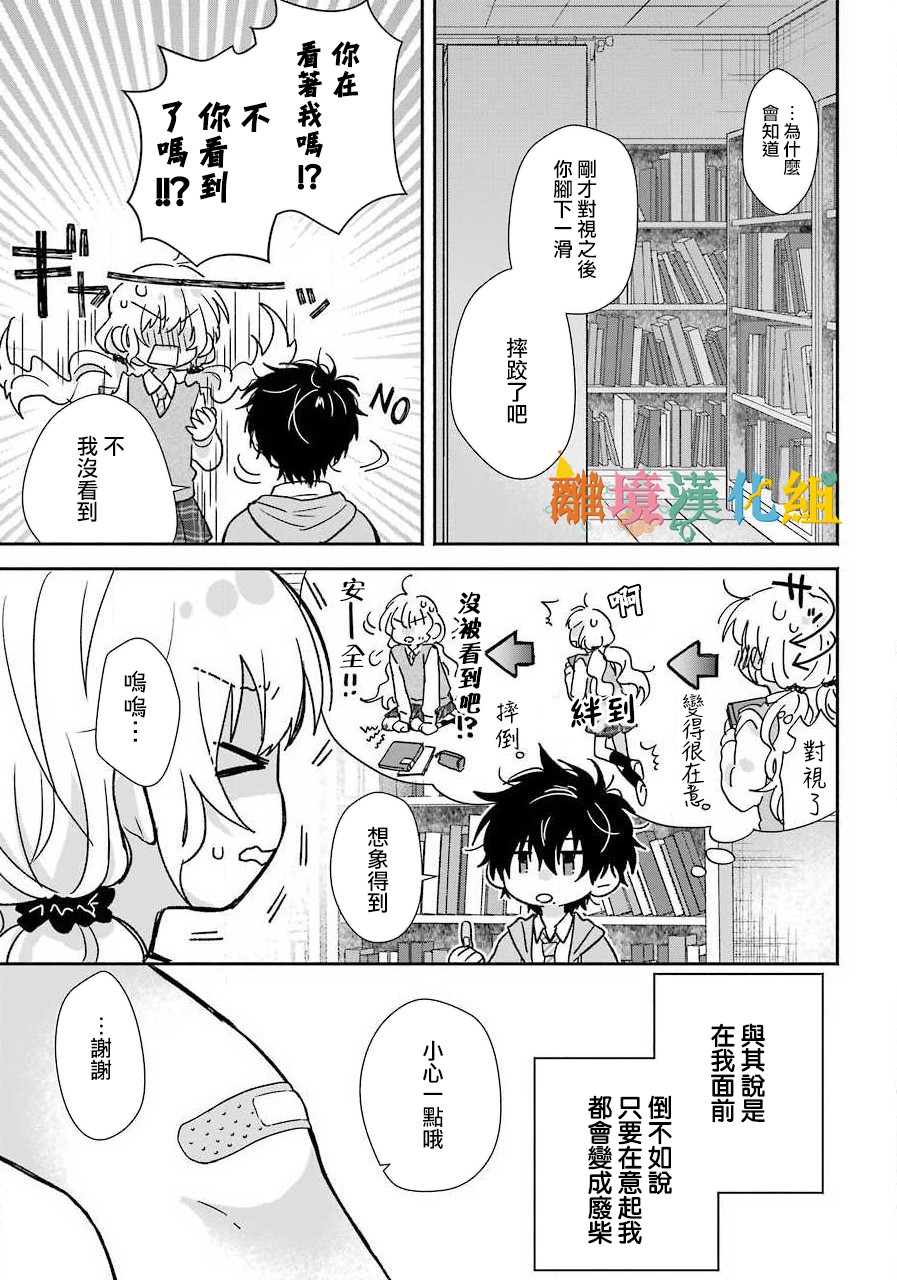 剛才對視之後
你腳下一滑
摔跤了吧
…為什麼
會知道
離境漢化組
你在
看著我嗎!?
不
你看到
了嗎!!?
NO
不
我沒看到
對視了
變得很在意。
啊
絆到
摔倒。
沒被看到吧!?
安—全!!
想象得到
嗚嗚…
與其說是
在我面前
倒不如說
只要在意起我
都會變成廢柴
小心一點哦
…謝謝